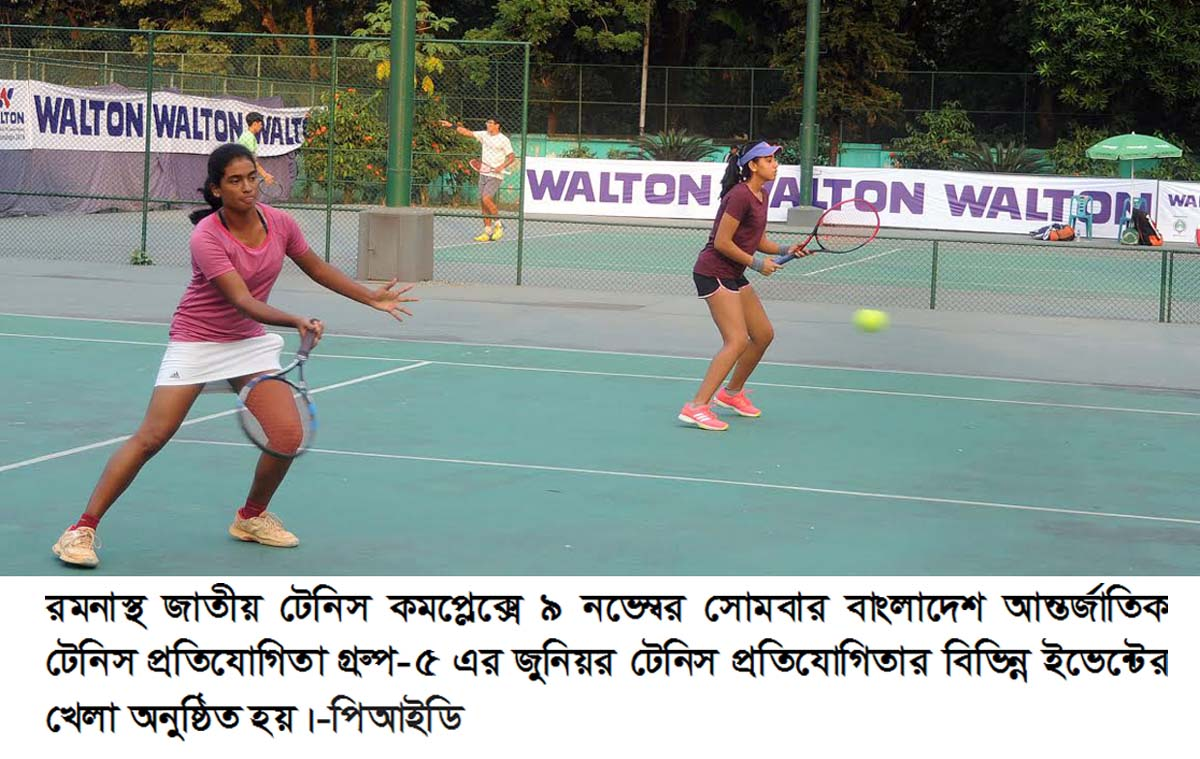 WALTON
WALTON WALTON WALT
WALTON WALTON WALTON
WA
রমনাস্থ জাতীয় টেনিস কমপ্লেক্সে ৯ নভেম্বর সোমবার বাংলাদেশ আন্তর্জাতিক
টেনিস প্রতিযোগিতা গ্রুপ-৫ এর জুনিয়র টেনিস প্রতিযোগিতার বিভিন্ন ইভেন্টের
খেলা অনুষ্ঠিত হয়।-পিআইডি